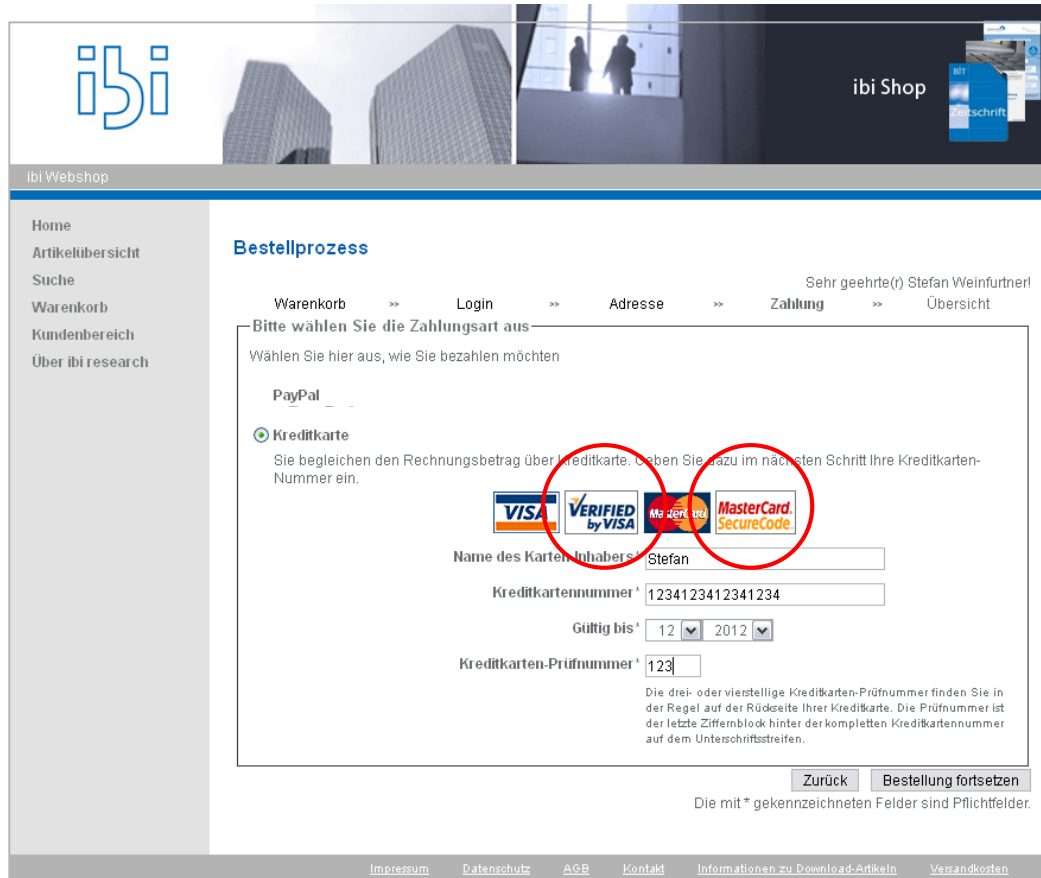 ibi
ibi Shop
BIT
Zeitschrift
ibi Webshop
Home
Artikelübersicht
Suche
Warenkorb
Kundenbereich
Über ibi research
Bestellprozess
Sehr geehrte(r) Stefan Weinfurtner!
Warenkorb >> Login >> Adresse >> Zahlung >> Übersicht
Bitte wählen Sie die Zahlungsart aus
Wählen Sie hier aus, wie Sie bezahlen möchten
PayPal
Kreditkarte
Sie begleichen den Rechnungsbetrag über Kreditkarte. Geben Sie dazu im nächsten Schritt Ihre Kreditkarten-
Nummer ein.
VISA VERIFIED by VISA MasterCard MasterCard. SecureCode.
Name des Karten-Inhabers* Stefan
Kreditkartennummer* 1234123412341234
Gültig bis* 12 2012
Kreditkarten-Prüfnummer* 123
Die drei- oder vierstellige Kreditkarten-Prüfnummer finden Sie in
der Regel auf der Rückseite Ihrer Kreditkarte. Die Prüfnummer ist
der letzte Ziffernblock hinter der kompletten Kreditkartennummer
auf dem Unterschriftsstreifen.
Zurück Bestellung fortsetzen
Die mit * gekennzeichneten Felder sind Pflichtfelder.
Impressum Datenschutz AGB Kontakt Informationen zu Download-Artikeln Versandkosten